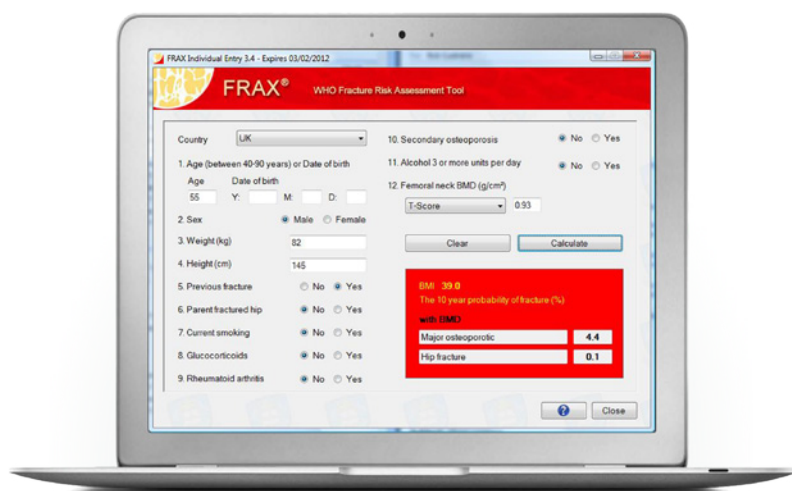 FRAX Individual Entry 3.4 - Expires 03/02/2012
FRAX® WHO Fracture Risk Assessment Tool
Country UK
1. Age (between 40-90 years) or Date of birth
Age Date of birth
55 Y: M: D:
2. Sex Male Female
3. Weight (kg) 82
4. Height (cm) 145
5. Previous fracture No Yes
6. Parent fractured hip No Yes
7. Current smoking No Yes
8. Glucocorticoids No Yes
9. Rheumatoid arthritis No Yes
10. Secondary osteoporosis No Yes
11. Alcohol 3 or more units per day No Yes
12. Femoral neck BMD (g/cm²)
T-Score 0.93
Clear Calculate
BMI 39.0
The 10 year probability of fracture (%)
with BMD
Major osteoporotic 4.4
Hip fracture 0.1
? Close